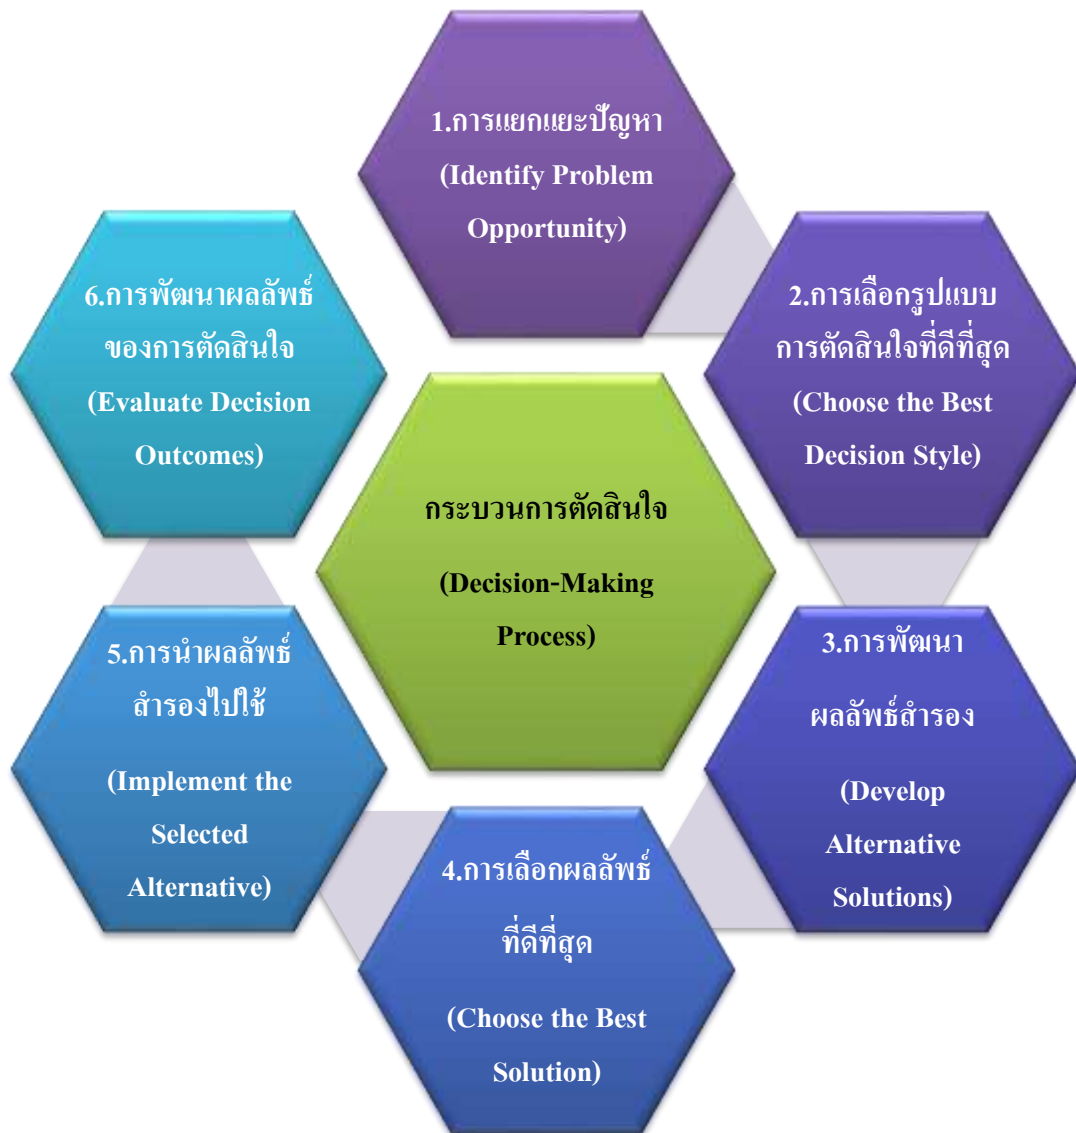 1.การแยกแยะปัญหา
(Identify Problem
Opportunity)
2.การเลือกรูปแบบ
การตัดสินใจที่ดีที่สุด
(Choose the Best
Decision Style)
3.การพัฒนา
ผลลัพธ์สำรอง
(Develop
Alternative
Solutions)
4.การเลือกผลลัพธ์
ที่ดีที่สุด
(Choose the Best
Solution)
5.การนำผลลัพธ์
สำรองไปใช้
(Implement the
Selected
Alternative)
6.การพัฒนาผลลัพธ์
ของการตัดสินใจ
(Evaluate Decision
Outcomes)
กระบวนการตัดสินใจ
(Decision-Making
Process)